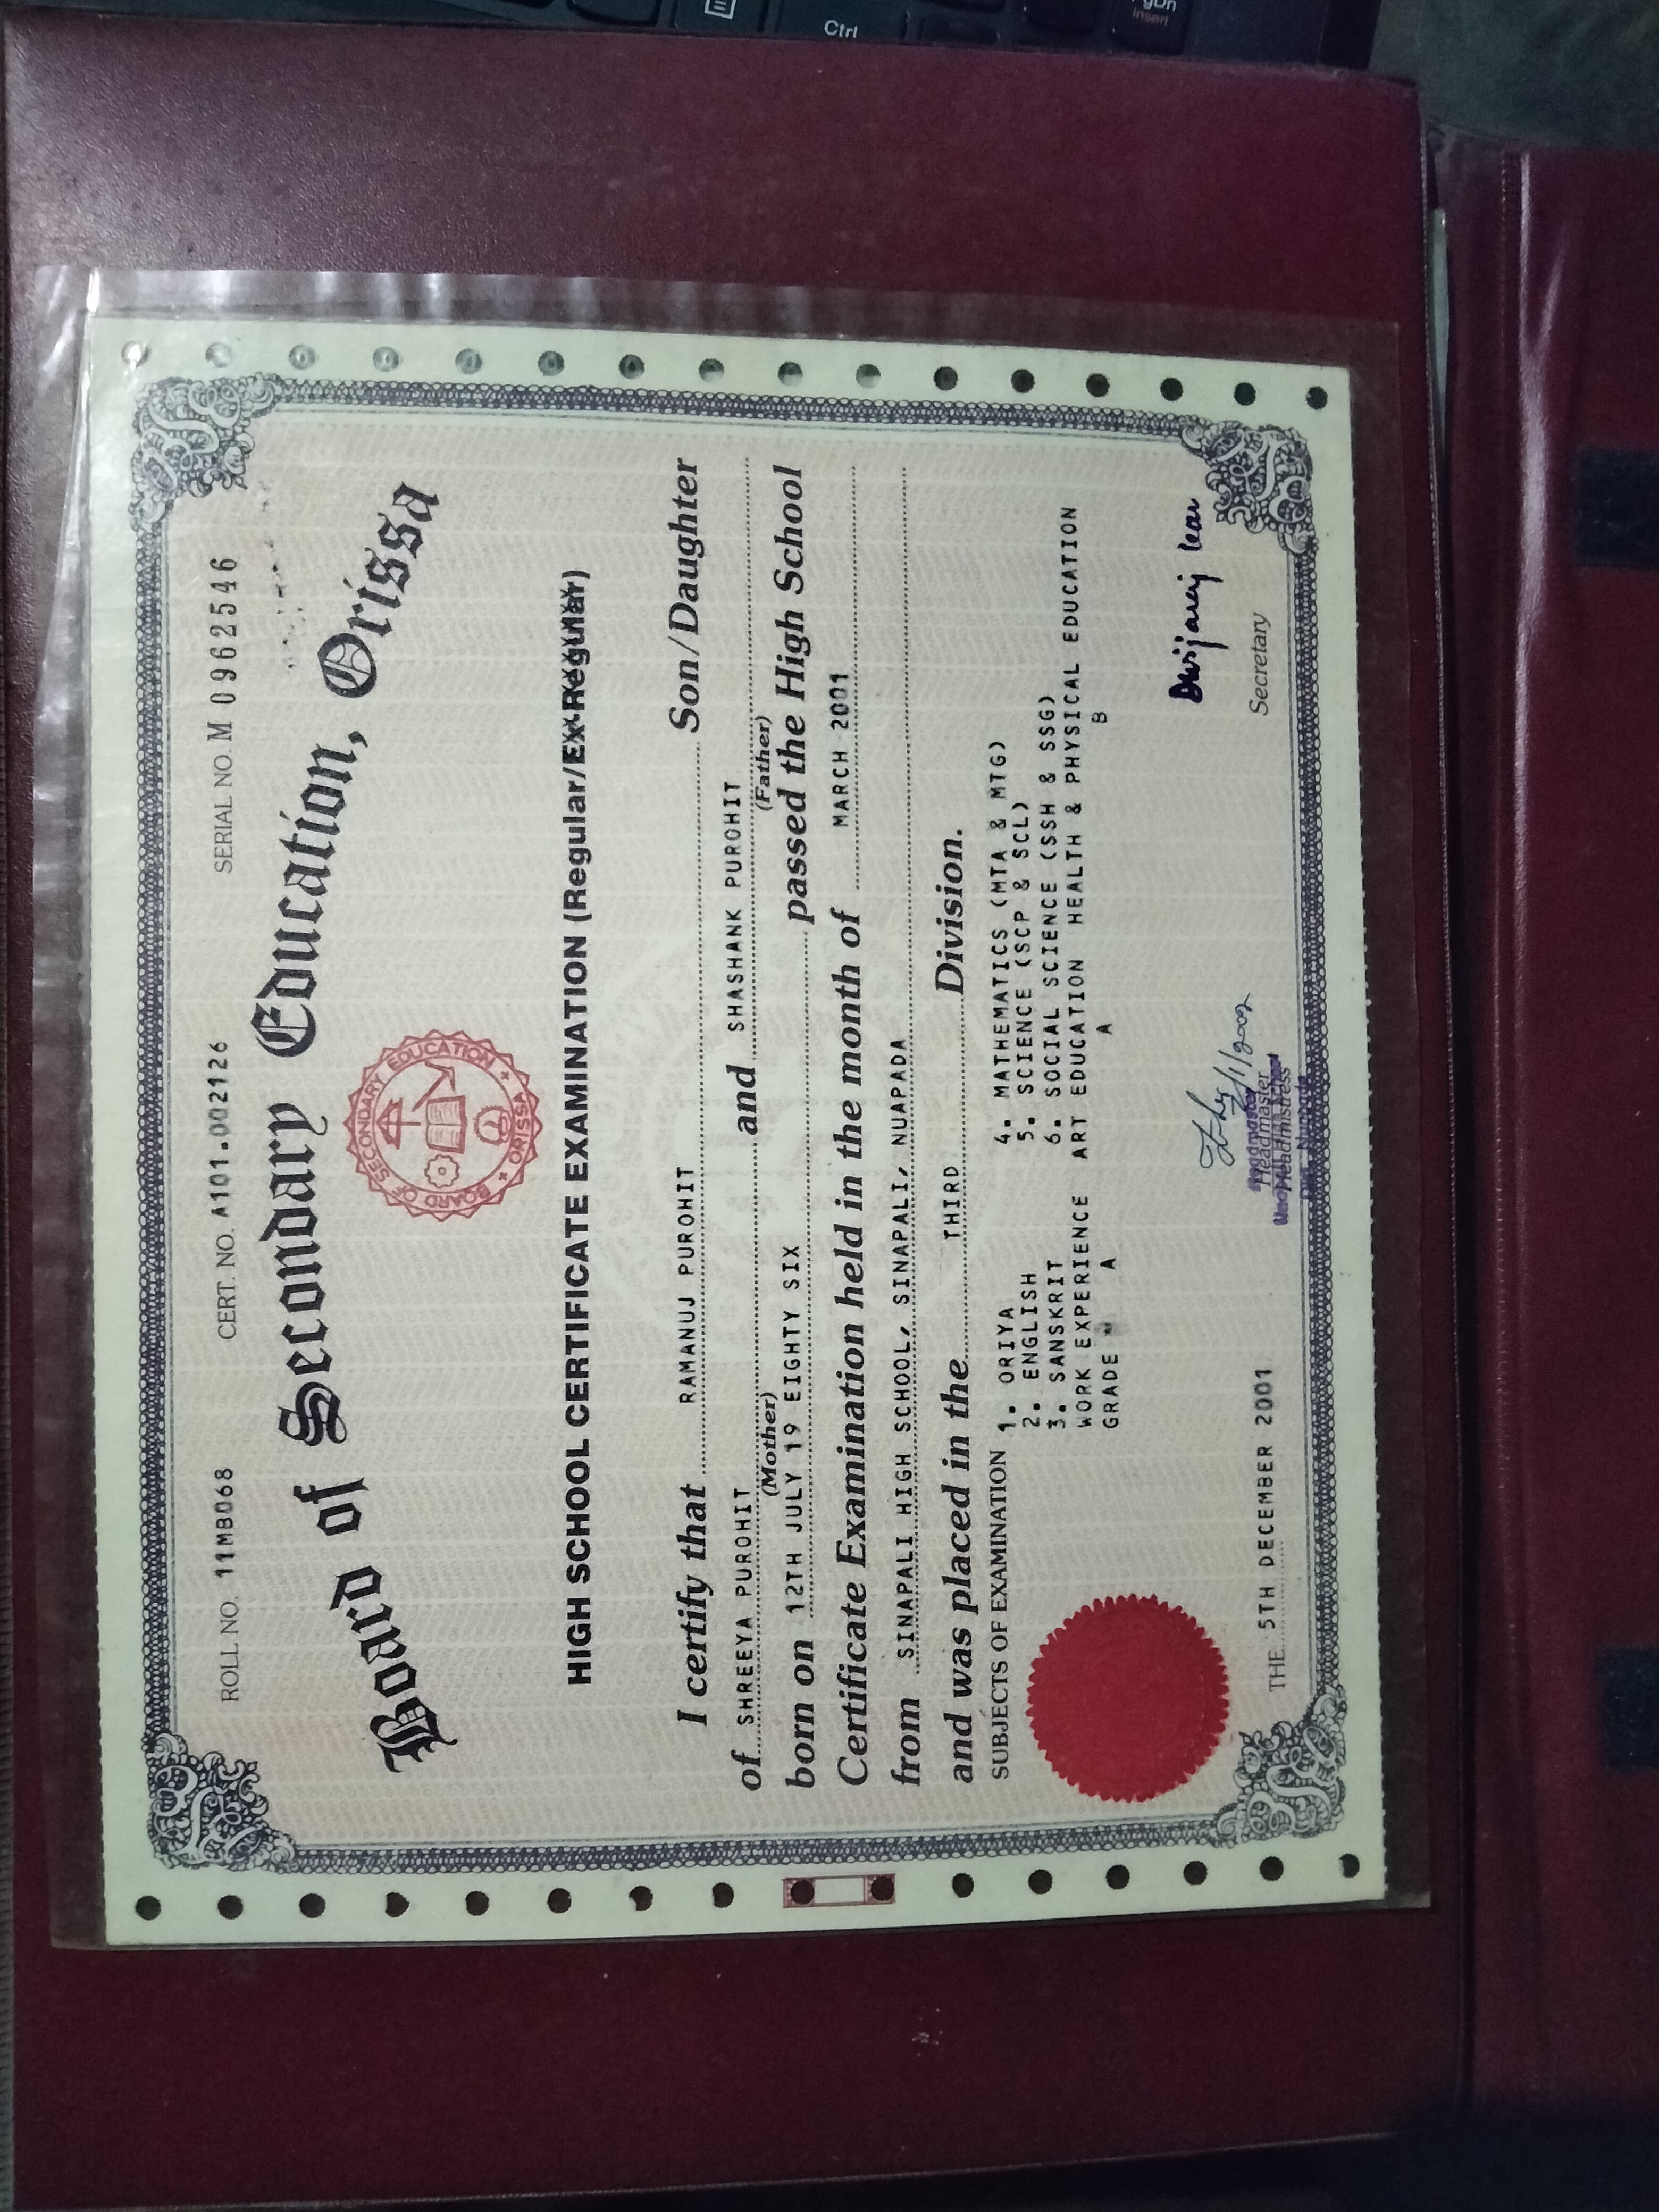 Ctrl
PgDn
insert
ROLL NO. 11MB068 CERT. NO. A101.002126 SERIAL NO. M 0962546
Board of Secondary Education, Orissa
BOARD OF SECONDARY EDUCATION
ORISSA
HIGH SCHOOL CERTIFICATE EXAMINATION (Regular/Ex-Regular)
I certify that RAMANUJ PUROHIT Son/Daughter
of SHREEYA PUROHIT and SHASHANK PUROHIT
(Mother) (Father)
born on 12TH JULY 19 EIGHTY SIX passed the High School
Certificate Examination held in the month of MARCH 2001
from SINAPALI HIGH SCHOOL, SINAPALI, NUAPADA
and was placed in the THIRD Division.
SUBJECTS OF EXAMINATION 1. ORIYA 4. MATHEMATICS (MTA & MTG)
2. ENGLISH 5. SCIENCE (SCP & SCL)
3. SANSKRIT 6. SOCIAL SCIENCE (SSH & SSG)
WORK EXPERIENCE ART EDUCATION HEALTH & PHYSICAL EDUCATION
GRADE A A B
THE 5TH DECEMBER 2001 Headmaster Secretary
Headmistress